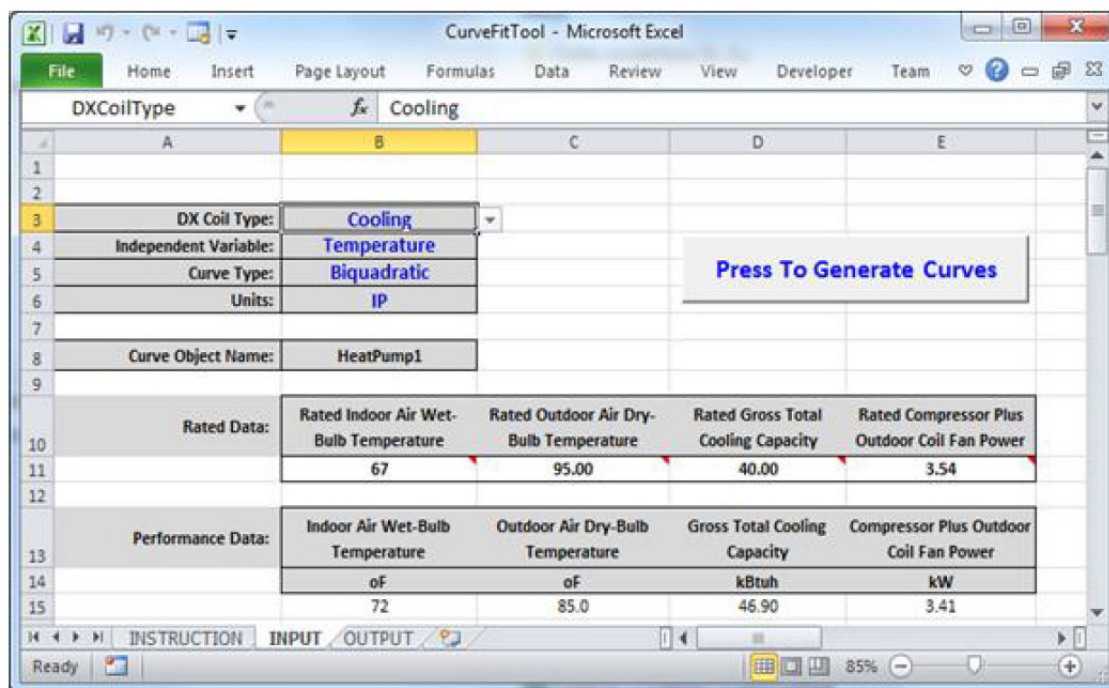 CurveFitTool - Microsoft Excel
File Home Insert Page Layout Formulas Data Review View Developer Team
DXCoilType fx Cooling
A B C D E
1
2
3 DX Coil Type: Cooling
4 Independent Variable: Temperature
5 Curve Type: Biquadratic
Press To Generate Curves
6 Units: IP
7
8 Curve Object Name: HeatPump1
9
Rated Data: Rated Indoor Air Wet- Rated Outdoor Air Dry- Rated Gross Total Rated Compressor Plus
10 Bulb Temperature Bulb Temperature Cooling Capacity Outdoor Coil Fan Power
11 67 95.00 40.00 3.54
12
Performance Data: Indoor Air Wet-Bulb Outdoor Air Dry-Bulb Gross Total Cooling Compressor Plus Outdoor
13 Temperature Temperature Capacity Coil Fan Power
14 oF oF kBtuh kW
15 72 85.0 46.90 3.41
INSTRUCTION INPUT OUTPUT
Ready 85%